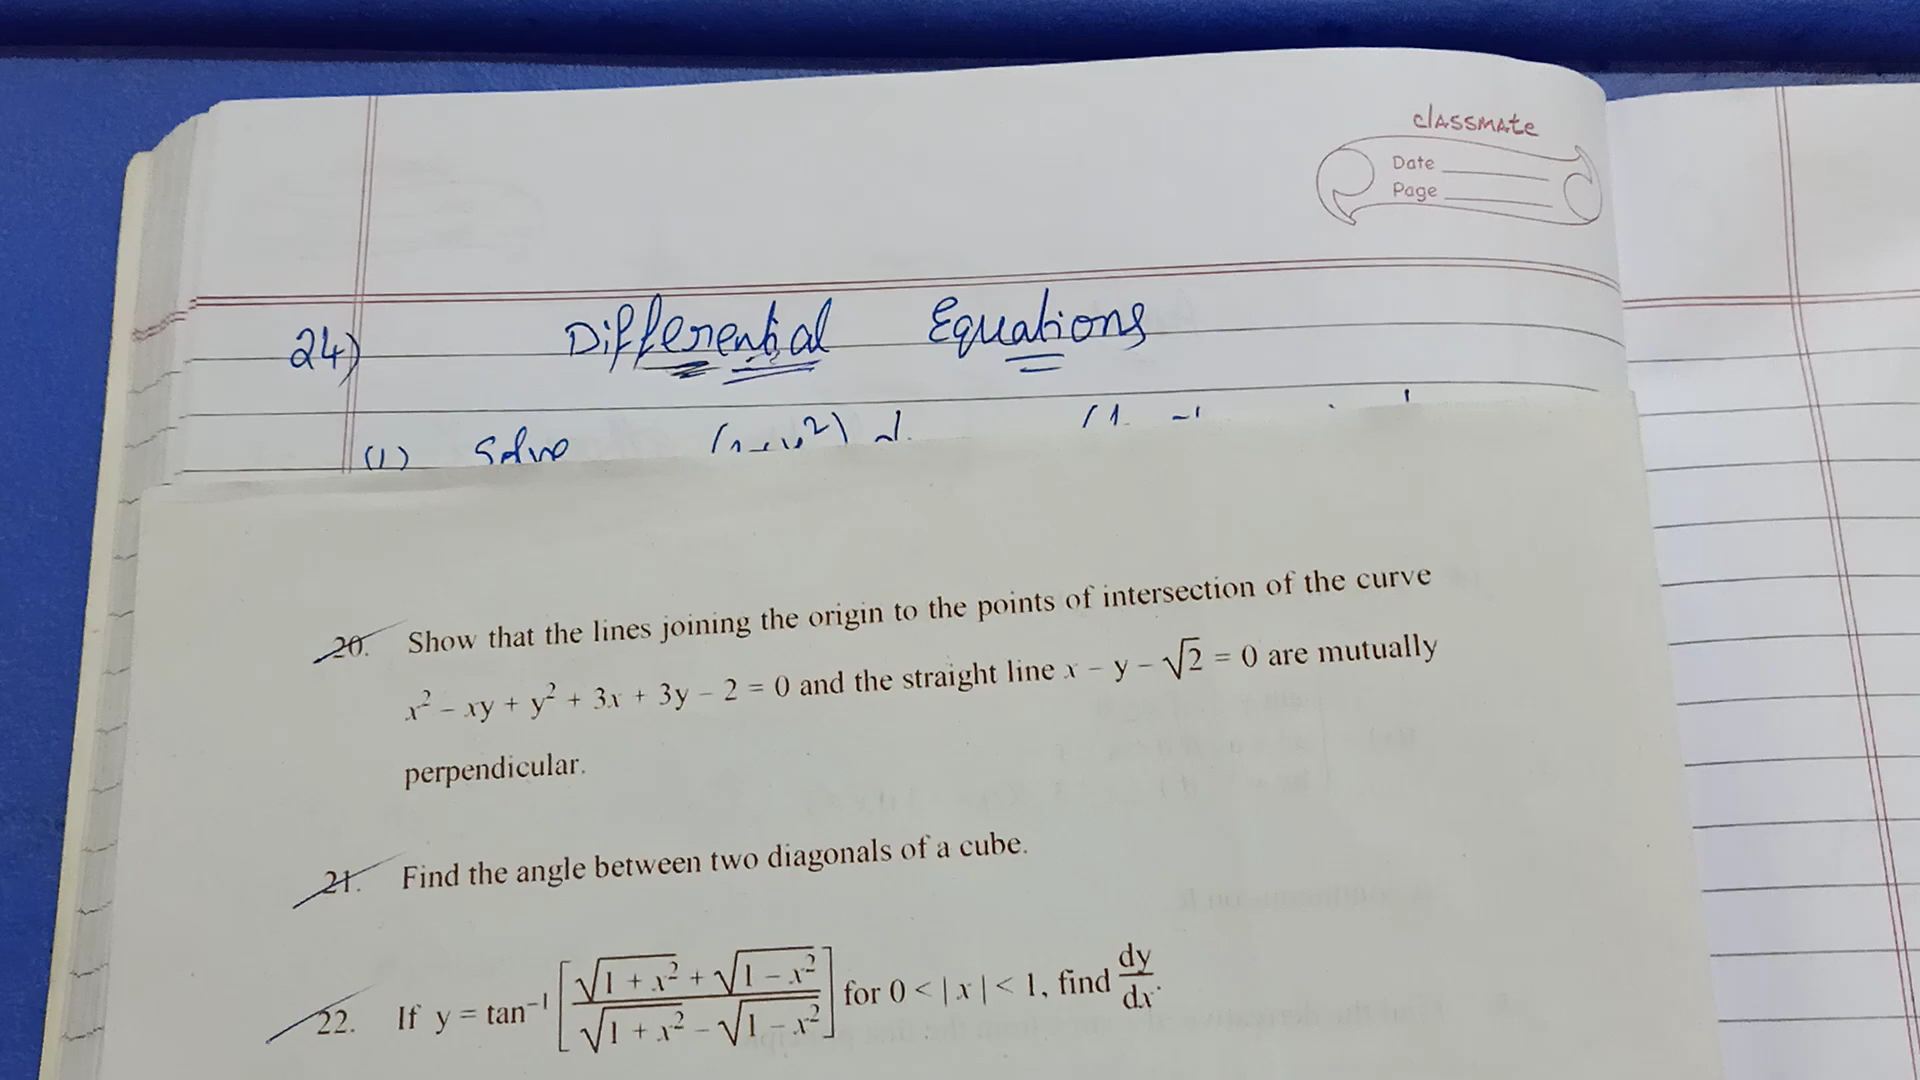 classmate
Date
Page
24) Differential Equations
(1) Solve
20. Show that the lines joining the origin to the points of intersection of the curve
x² – xy + y² + 3x + 3y – 2 = 0 and the straight line x – y – √2 = 0 are mutually
perpendicular.
21. Find the angle between two diagonals of a cube.
22. If y = tan⁻¹ [ (√(1 + x²) + √(1 – x²)) / (√(1 + x²) – √(1 – x²)) ] for 0 < | x | < 1, find dy/dx.